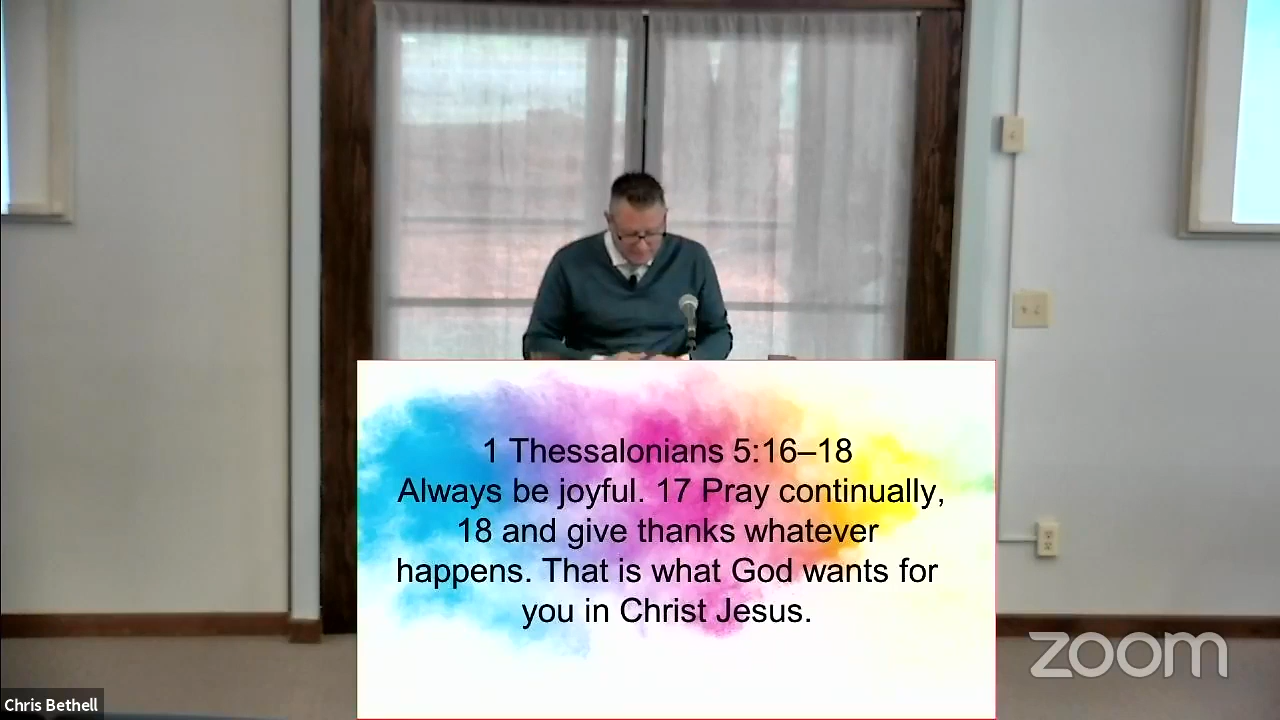 1 Thessalonians 5:16–18
Always be joyful. 17 Pray continually,
18 and give thanks whatever
happens. That is what God wants for
you in Christ Jesus.
zoom
Chris Bethell